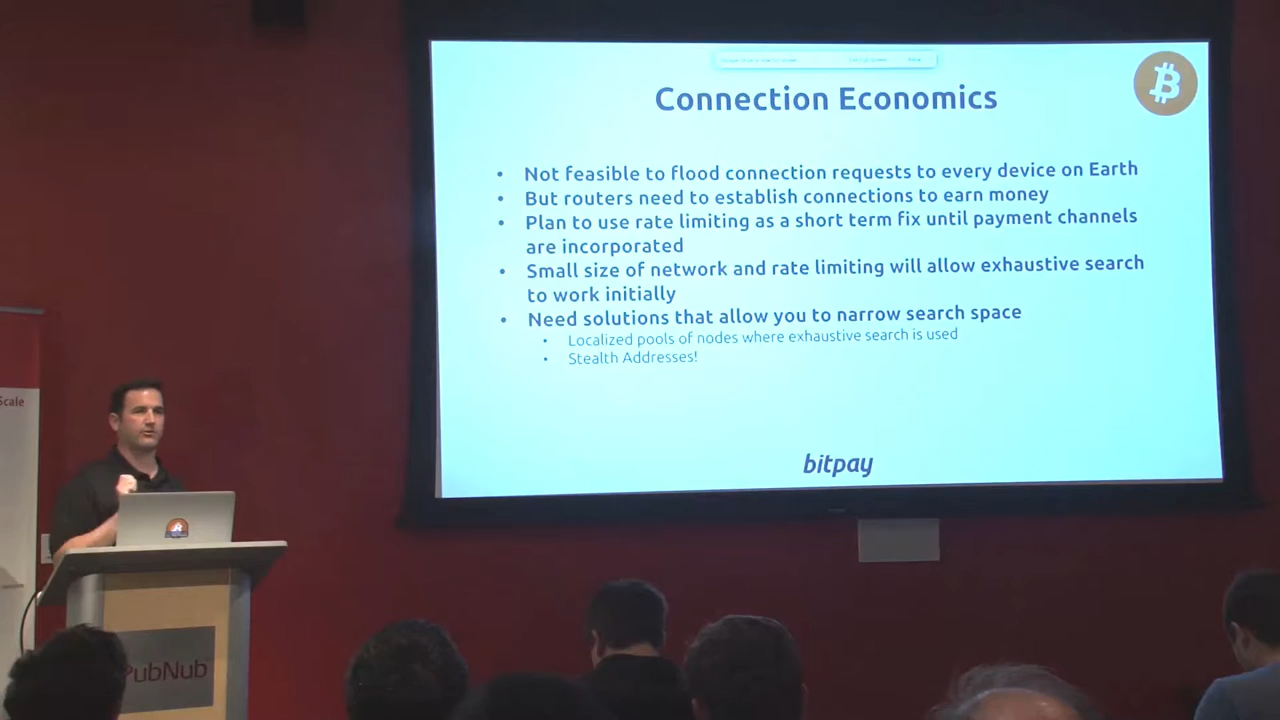 Connection Economics
• Not feasible to flood connection requests to every device on Earth
• But routers need to establish connections to earn money
• Plan to use rate limiting as a short term fix until payment channels
are incorporated
• Small size of network and rate limiting will allow exhaustive search
to work initially
• Need solutions that allow you to narrow search space
• Localized pools of nodes where exhaustive search is used
• Stealth Addresses!
bitpay
Scale
PubNub